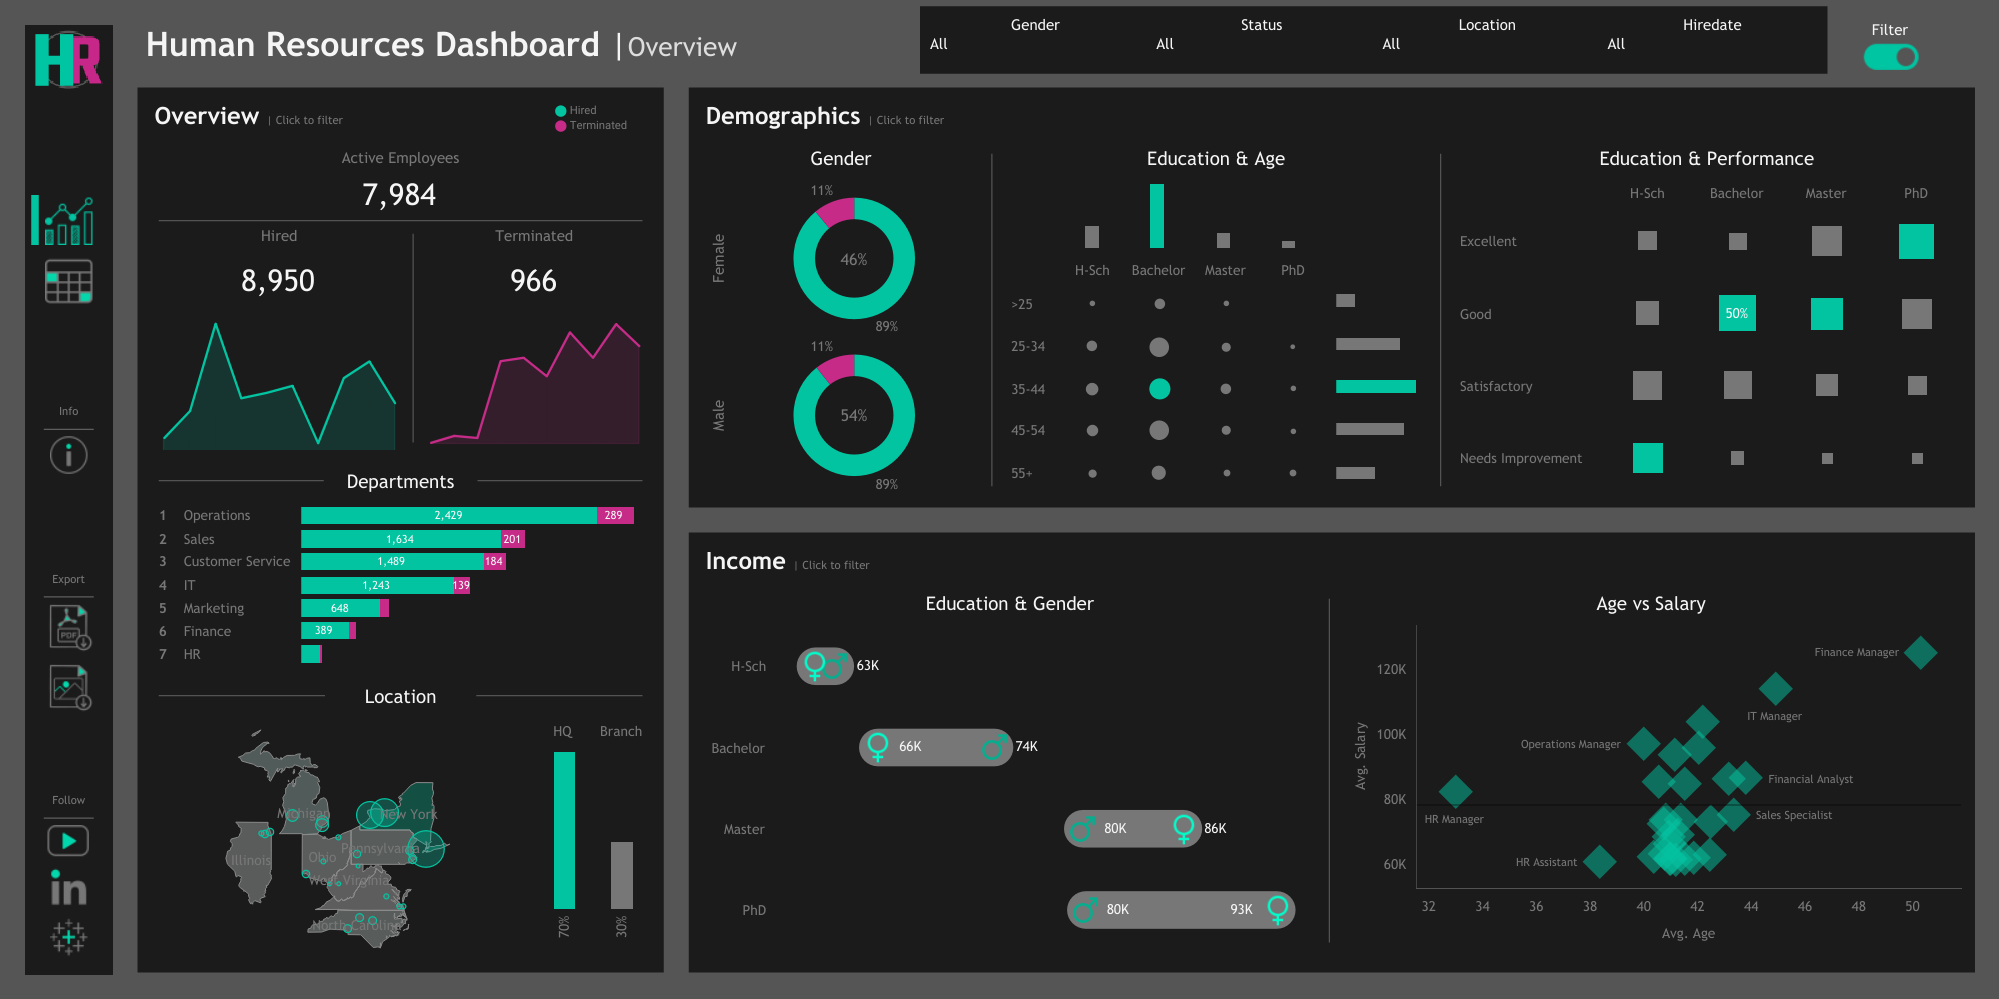 HR
Human Resources Dashboard | Overview
Gender
All
Status
All
Location
All
Hiredate
All
Filter
Info
Export
PDF
Follow
in
Overview | Click to filter
Hired
Terminated
Active Employees
7,984
Hired
8,950
Terminated
966
Departments
1 Operations 2,429 289
2 Sales 1,634 201
3 Customer Service 1,489 184
4 IT 1,243 139
5 Marketing 648
6 Finance 389
7 HR
Location
HQ Branch
Michigan
New York
Illinois
Ohio
Pennsylvania
West Virginia
North Carolina
70% 30%
Demographics | Click to filter
Gender
Female
11%
46%
89%
Male
11%
54%
89%
Education & Age
H-Sch Bachelor Master PhD
>25
25-34
35-44
45-54
55+
Education & Performance
H-Sch Bachelor Master PhD
Excellent
Good 50%
Satisfactory
Needs Improvement
Income | Click to filter
Education & Gender
H-Sch 63K
Bachelor 66K 74K
Master 80K 86K
PhD 80K 93K
Age vs Salary
Avg. Salary
120K
100K
80K
60K
Finance Manager
IT Manager
Operations Manager
Financial Analyst
HR Manager
Sales Specialist
HR Assistant
32 34 36 38 40 42 44 46 48 50
Avg. Age